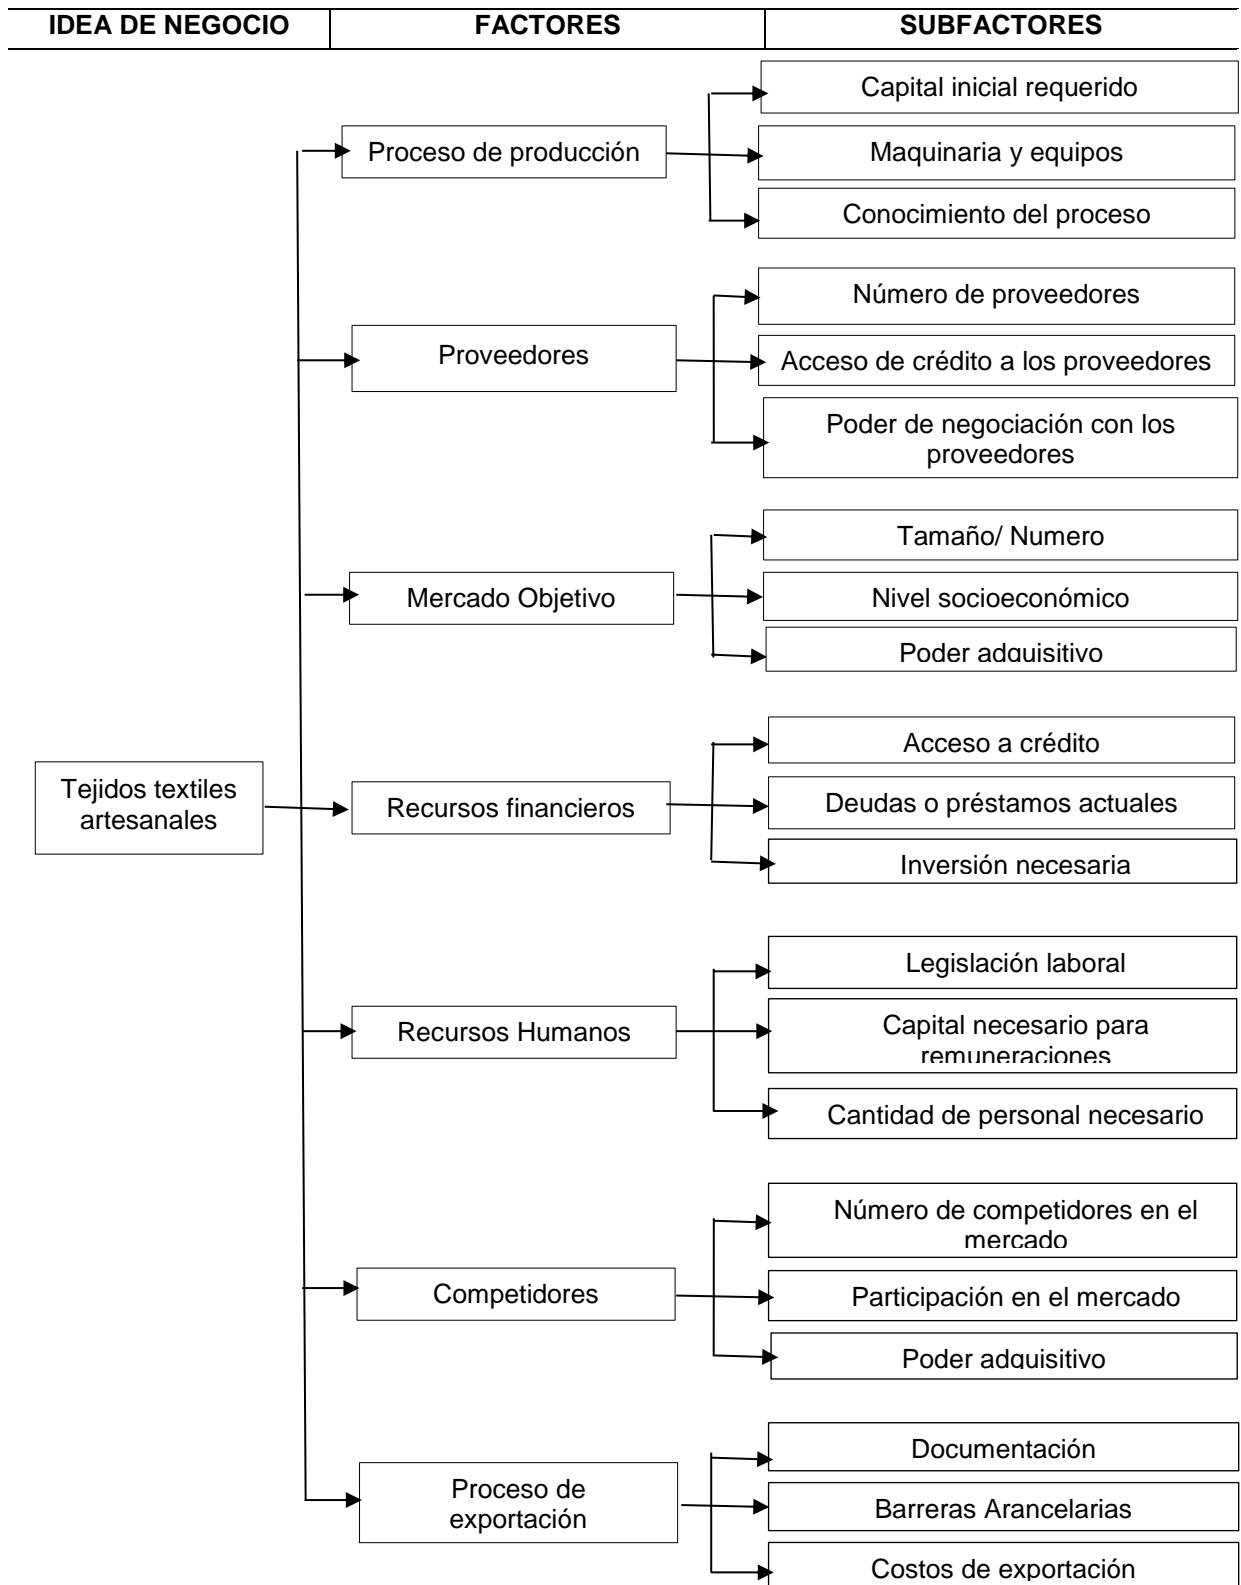 IDEA DE NEGOCIO
FACTORES
SUBFACTORES
Tejidos textiles
artesanales
Proceso de producción
Capital inicial requerido
Maquinaria y equipos
Conocimiento del proceso
Proveedores
Número de proveedores
Acceso de crédito a los proveedores
Poder de negociación con los
proveedores
Mercado Objetivo
Tamaño/ Numero
Nivel socioeconómico
Poder adquisitivo
Recursos financieros
Acceso a crédito
Deudas o préstamos actuales
Inversión necesaria
Recursos Humanos
Legislación laboral
Capital necesario para
remuneraciones
Cantidad de personal necesario
Competidores
Número de competidores en el
mercado
Participación en el mercado
Poder adquisitivo
Proceso de
exportación
Documentación
Barreras Arancelarias
Costos de exportación